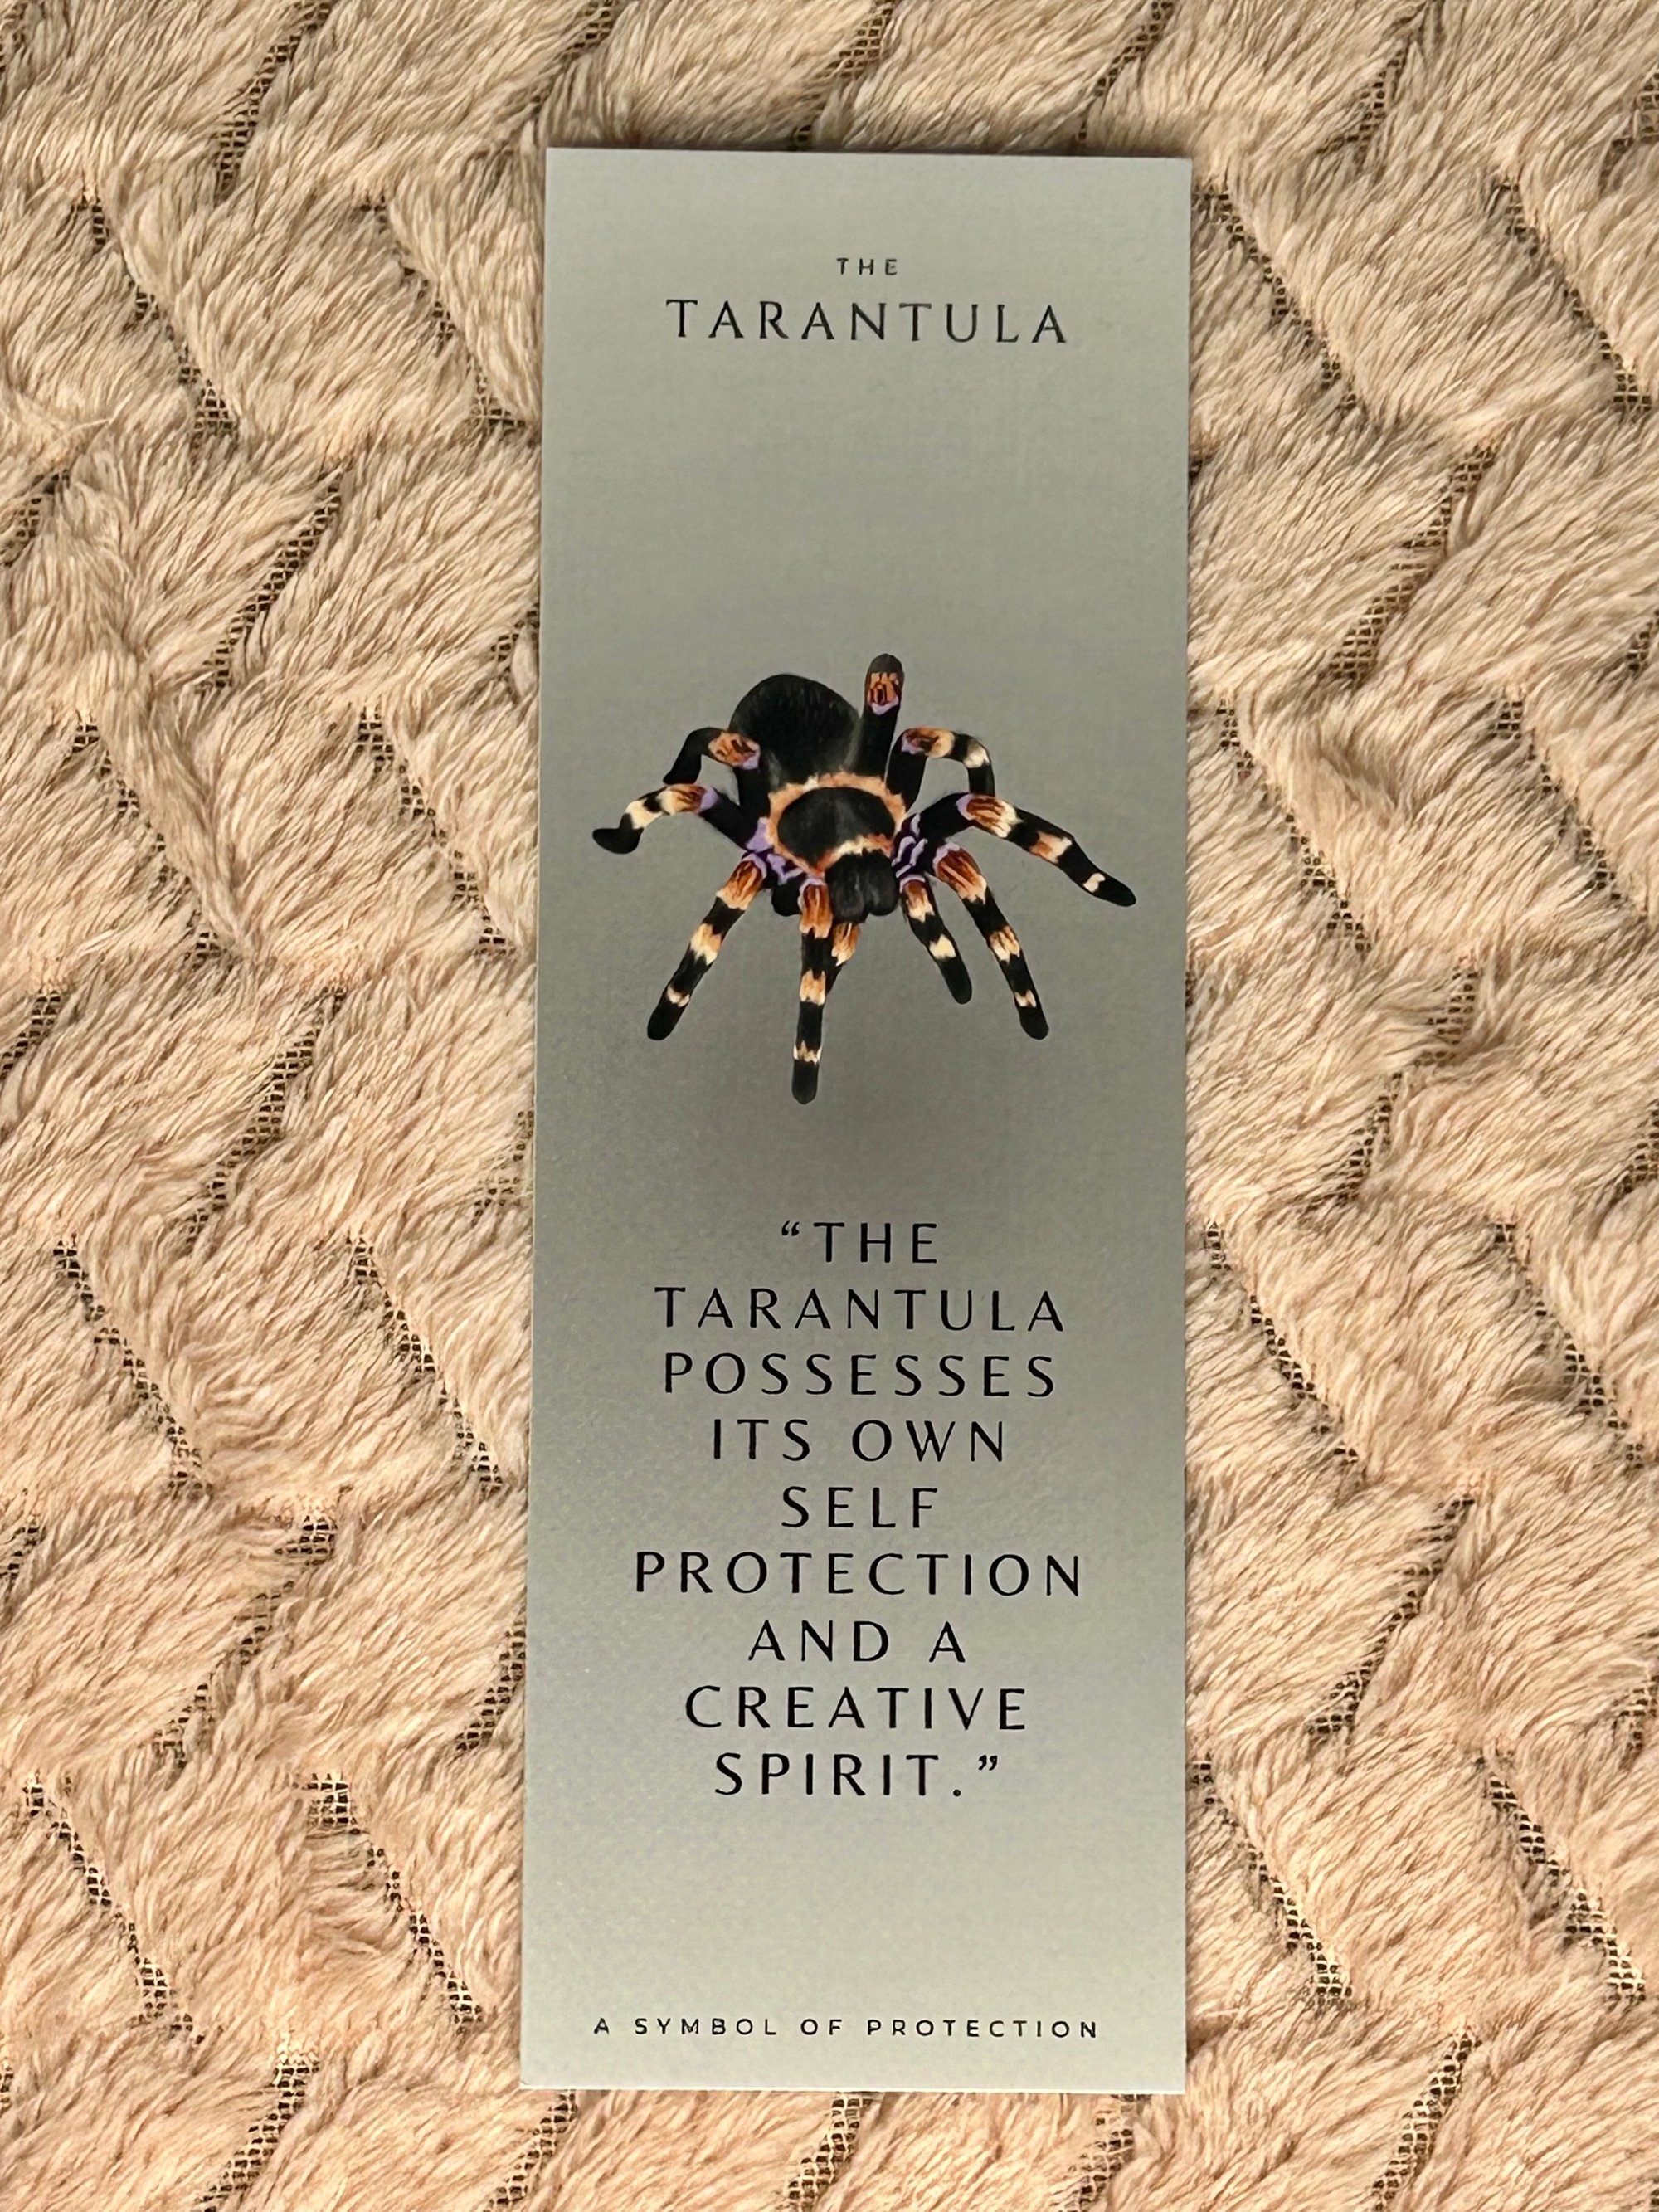 THE
TARANTULA
“THE
TARANTULA
POSSESSES
ITS OWN
SELF
PROTECTION
AND A
CREATIVE
SPIRIT.”
A SYMBOL OF PROTECTION